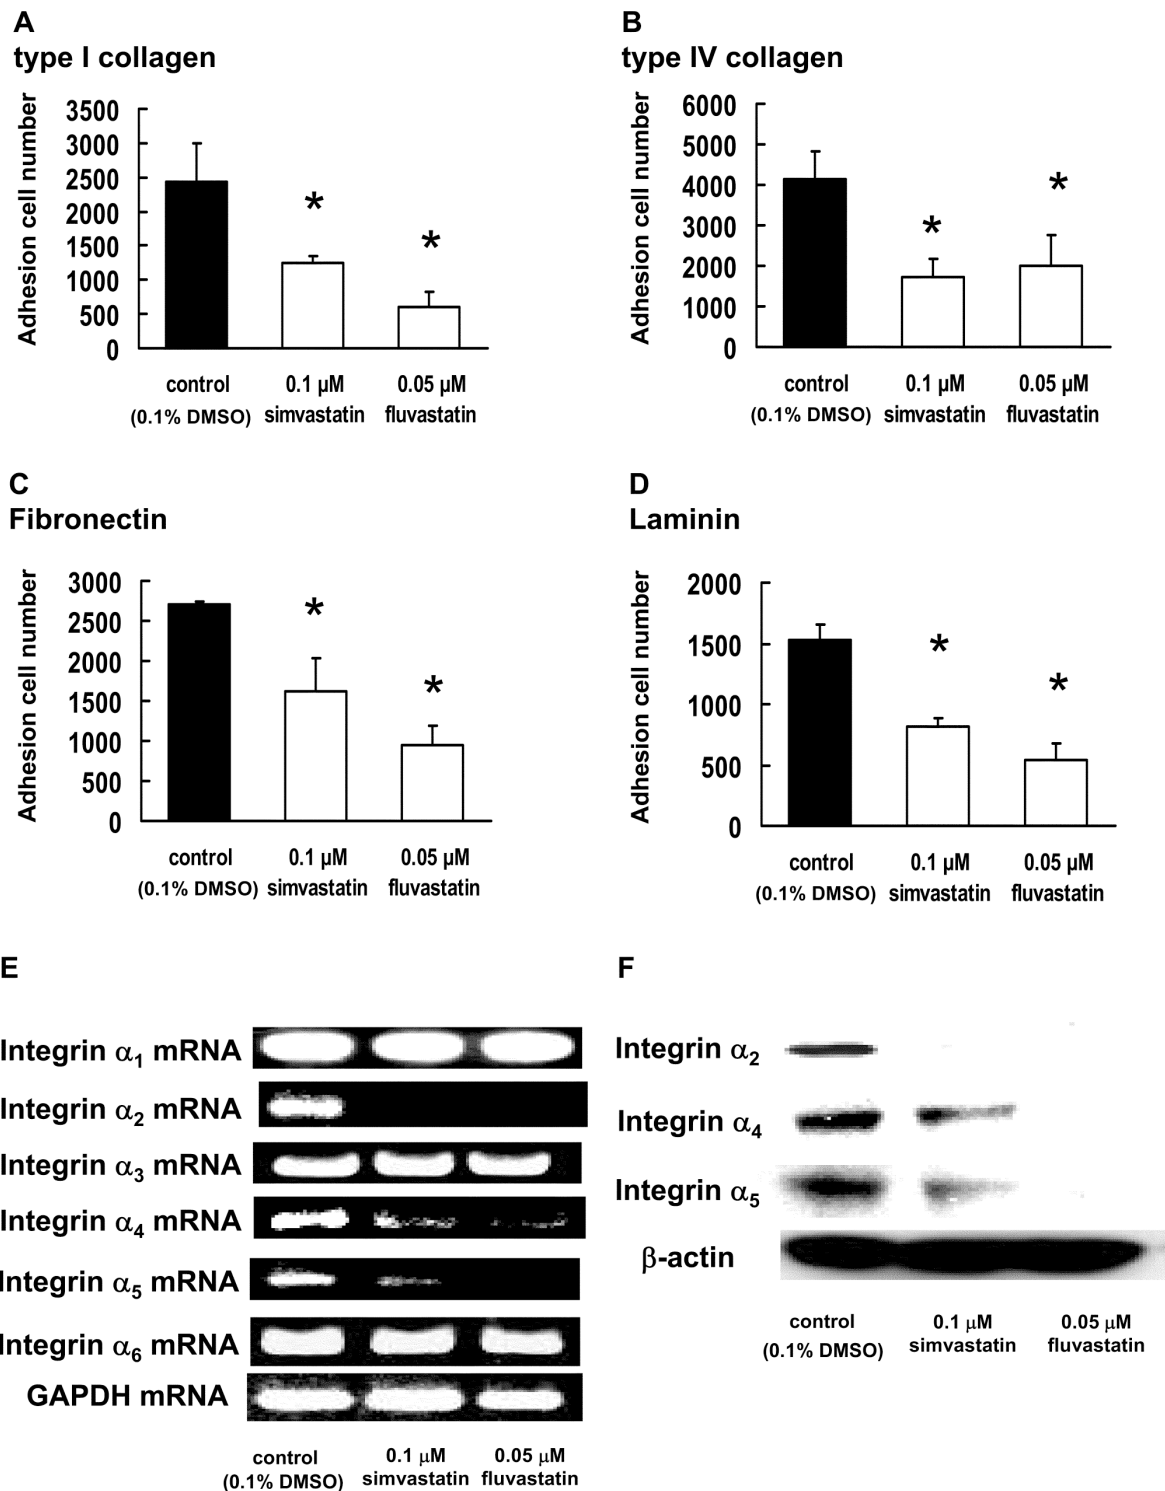 A
type I collagen
Adhesion cell number
3500
3000
2500
2000
1500
1000
500
0
*
*
control
(0.1% DMSO)
0.1 µM
simvastatin
0.05 µM
fluvastatin
B
type IV collagen
Adhesion cell number
6000
5000
4000
3000
2000
1000
0
*
*
control
(0.1% DMSO)
0.1 µM
simvastatin
0.05 µM
fluvastatin
C
Fibronectin
Adhesion cell number
3000
2500
2000
1500
1000
500
0
*
*
control
(0.1% DMSO)
0.1 µM
simvastatin
0.05 µM
fluvastatin
D
Laminin
Adhesion cell number
2000
1500
1000
500
0
*
*
control
(0.1% DMSO)
0.1 µM
simvastatin
0.05 µM
fluvastatin
E
Integrin α1 mRNA
Integrin α2 mRNA
Integrin α3 mRNA
Integrin α4 mRNA
Integrin α5 mRNA
Integrin α6 mRNA
GAPDH mRNA
control
(0.1% DMSO)
0.1 µM
simvastatin
0.05 µM
fluvastatin
F
Integrin α2
Integrin α4
Integrin α5
β-actin
control
(0.1% DMSO)
0.1 µM
simvastatin
0.05 µM
fluvastatin